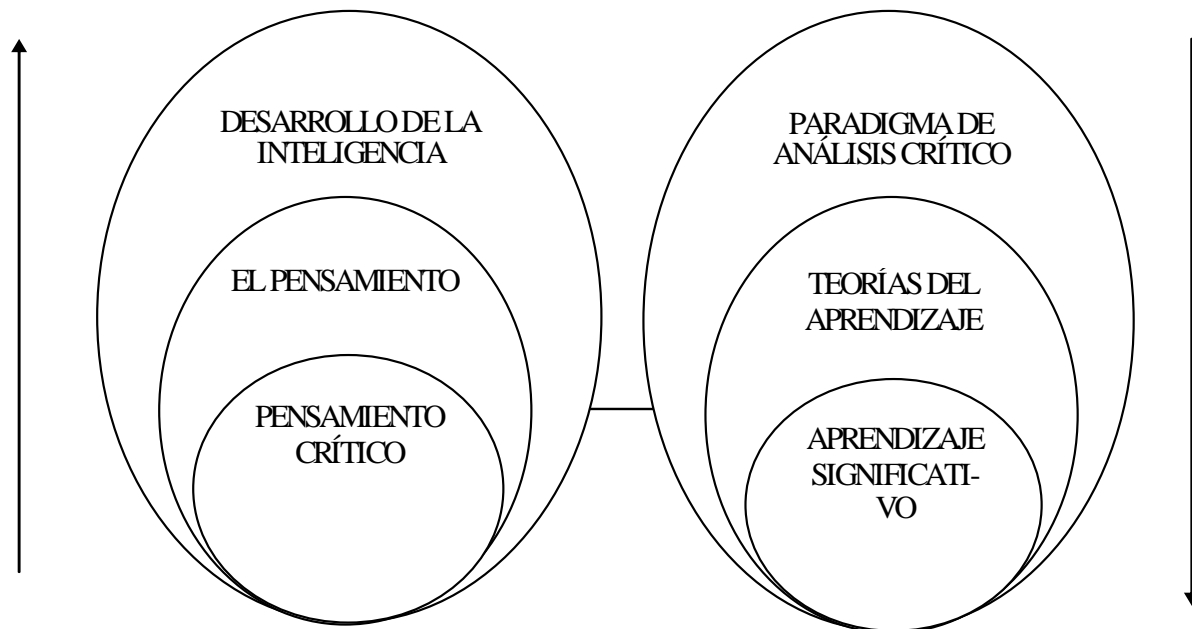 DESARROLLO DE LA
INTELIGENCIA
EL PENSAMIENTO
PENSAMIENTO
CRÍTICO
PARADIGMA DE
ANÁLISIS CRÍTICO
TEORÍAS DEL
APRENDIZAJE
APRENDIZAJE
SIGNIFICATI-
VO